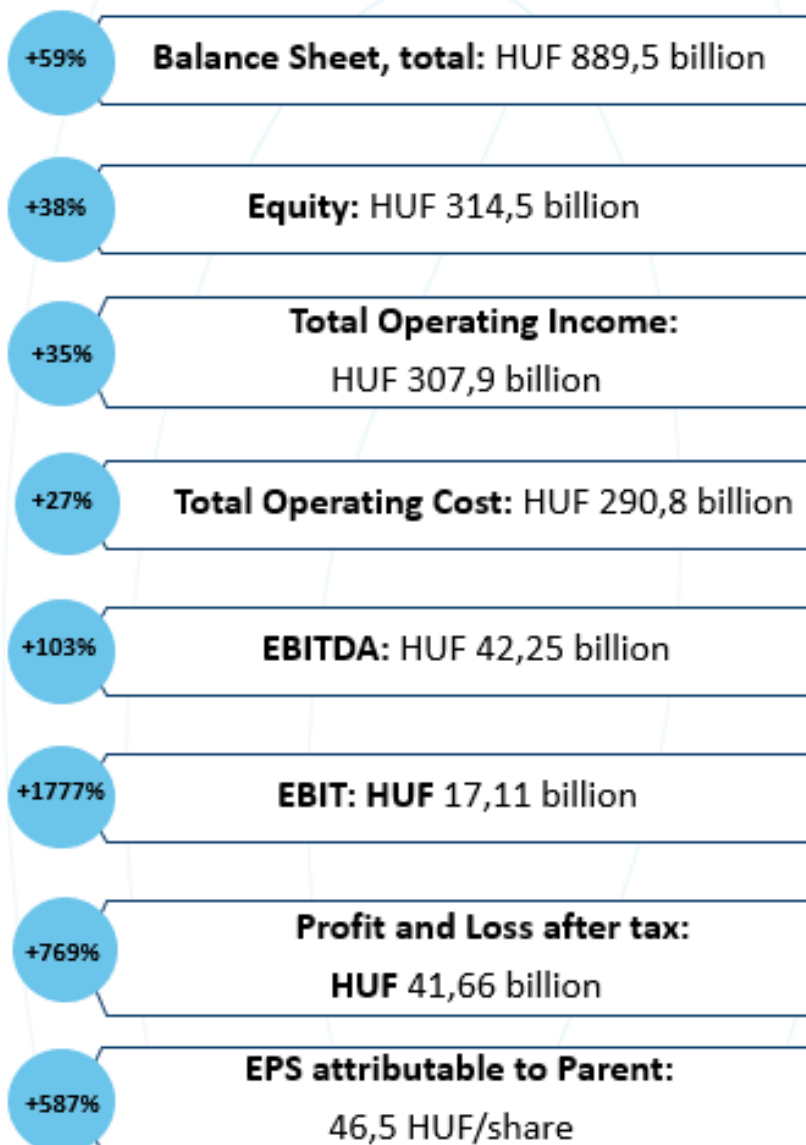 +59%
Balance Sheet, total: HUF 889,5 billion
+38%
Equity: HUF 314,5 billion
+35%
Total Operating Income:
HUF 307,9 billion
+27%
Total Operating Cost: HUF 290,8 billion
+103%
EBITDA: HUF 42,25 billion
+1777%
EBIT: HUF 17,11 billion
+769%
Profit and Loss after tax:
HUF 41,66 billion
+587%
EPS attributable to Parent:
46,5 HUF/share